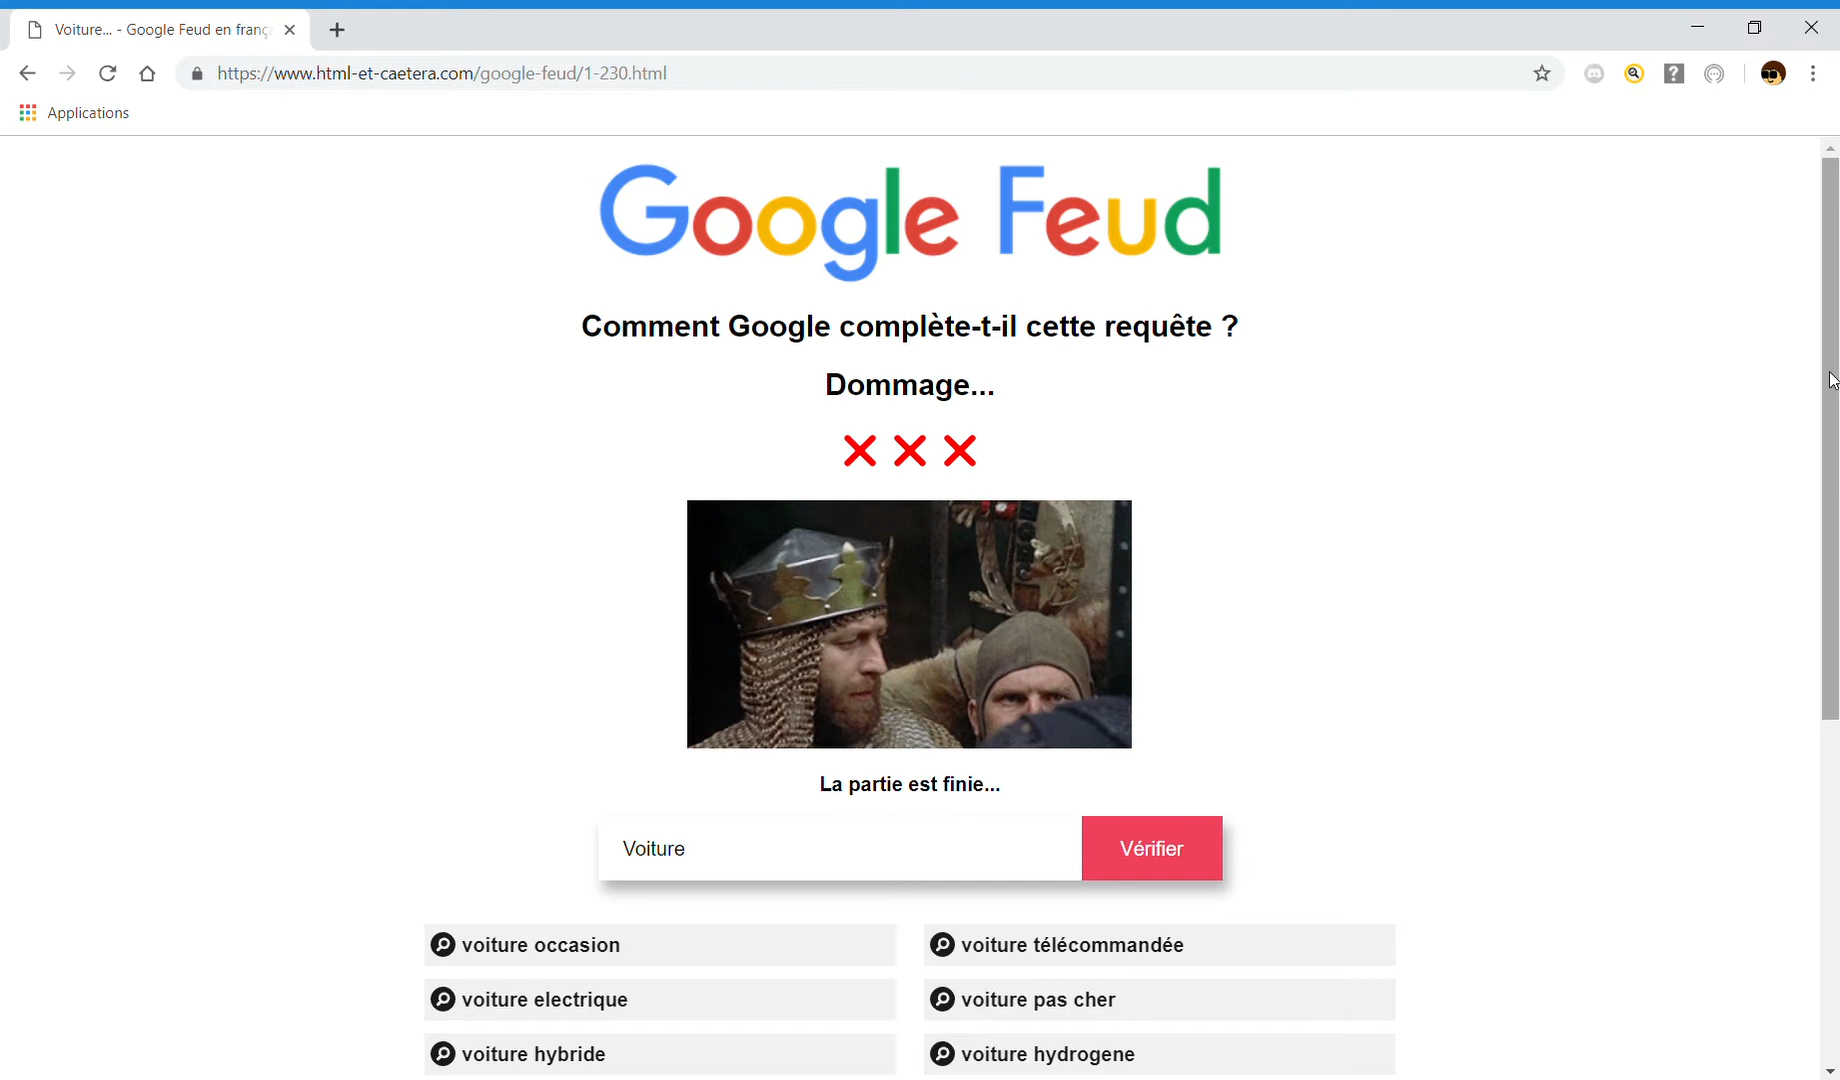 Voiture... - Google Feud en frança
https://www.html-et-caetera.com/google-feud/1-230.html
Applications
Google Feud
Comment Google complète-t-il cette requête ?
Dommage...
La partie est finie...
Voiture
Vérifier
voiture occasion
voiture télécommandée
voiture electrique
voiture pas cher
voiture hybride
voiture hydrogene